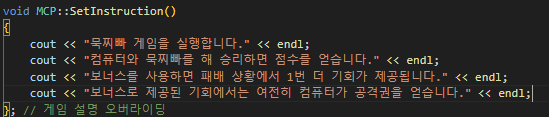 void MCP::SetInstruction()
{
    cout << "묵찌빠 게임을 실행합니다." << endl;
    cout << "컴퓨터와 묵찌빠를 해 승리하면 점수를 얻습니다." << endl;
    cout << "보너스를 사용하면 패배 상황에서 1번 더 기회가 제공됩니다." << endl;
    cout << "보너스로 제공된 기회에서는 여전히 컴퓨터가 공격권을 얻습니다." << endl;
}; // 게임 설명 오버라이딩